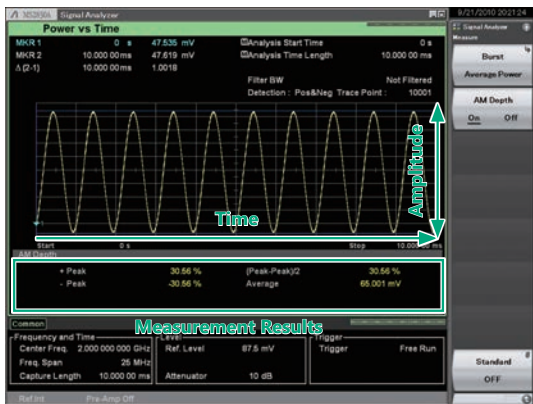 MS2690A Signal Analyzer
9/21/2010 20:21:24
Power vs Time
Signal Analyzer
Measure
MKR 1 0 s 47.535 mV Analysis Start Time 0 s
MKR 2 10.000 00 ms 47.619 mV Analysis Time Length 10.000 00 ms
Δ (2-1) 10.000 00 ms 1.0018
Filter BW Not Filtered
Detection : Pos&Neg Trace Point : 10001
Burst
Average Power
AM Depth
On Off
Amplitude
Time
Start 0 s Stop 10.000 00 ms
AM Depth
+ Peak 30.56 % (Peak-Peak)/2 30.56 %
- Peak -30.56 % Average 65.001 mV
Measurement Results
Common
Frequency and Time Level Trigger
Center Freq. 2.000 000 000 GHz Ref. Level 87.5 mV Trigger Free Run
Freq. Span 25 MHz
Capture Length 10.000 00 ms Attenuator 10 dB
Standard
OFF
Ref.Int Pre-Amp Off